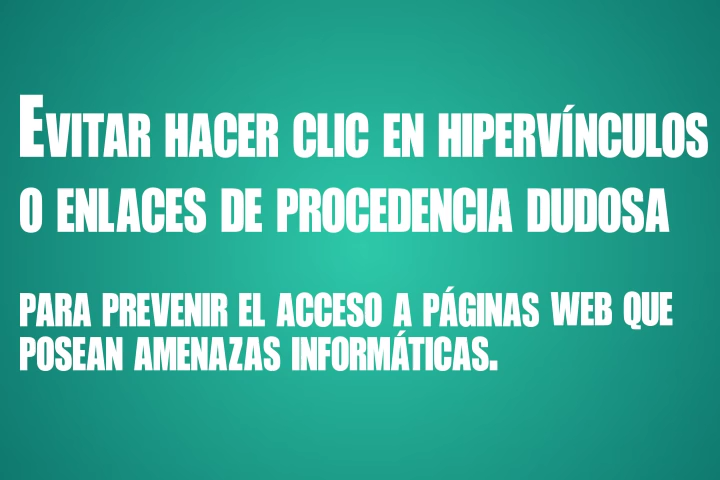 Evitar hacer clic en hipervínculos
o enlaces de procedencia dudosa
para prevenir el acceso a páginas web que
posean amenazas informáticas.